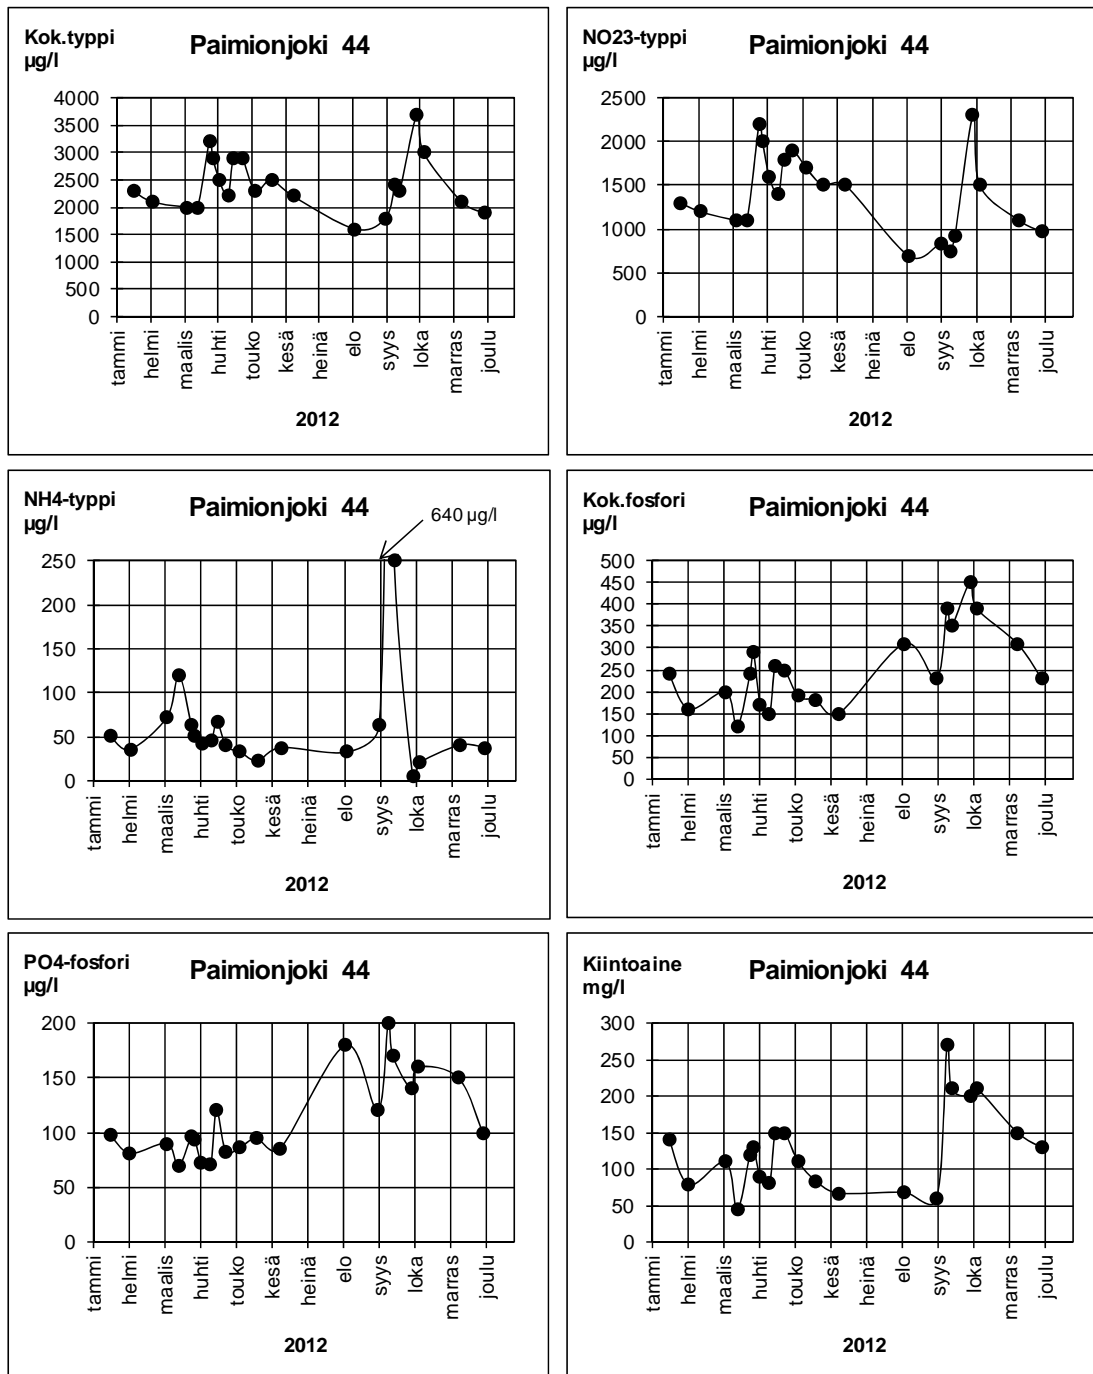 Kok.typpi
µg/l
Paimionjoki 44
4000
3500
3000
2500
2000
1500
1000
500
0
tammi
helmi
maalis
huhti
touko
kesä
heinä
elo
syys
loka
marras
joulu
2012
NO23-typpi
µg/l
Paimionjoki 44
2500
2000
1500
1000
500
0
tammi
helmi
maalis
huhti
touko
kesä
heinä
elo
syys
loka
marras
joulu
2012
NH4-typpi
µg/l
Paimionjoki 44
640 µg/l
250
200
150
100
50
0
tammi
helmi
maalis
huhti
touko
kesä
heinä
elo
syys
loka
marras
joulu
2012
Kok.fosfori
µg/l
Paimionjoki 44
500
450
400
350
300
250
200
150
100
50
0
tammi
helmi
maalis
huhti
touko
kesä
heinä
elo
syys
loka
marras
joulu
2012
PO4-fosfori
µg/l
Paimionjoki 44
200
150
100
50
0
tammi
helmi
maalis
huhti
touko
kesä
heinä
elo
syys
loka
marras
joulu
2012
Kiintoaine
mg/l
Paimionjoki 44
300
250
200
150
100
50
0
tammi
helmi
maalis
huhti
touko
kesä
heinä
elo
syys
loka
marras
joulu
2012